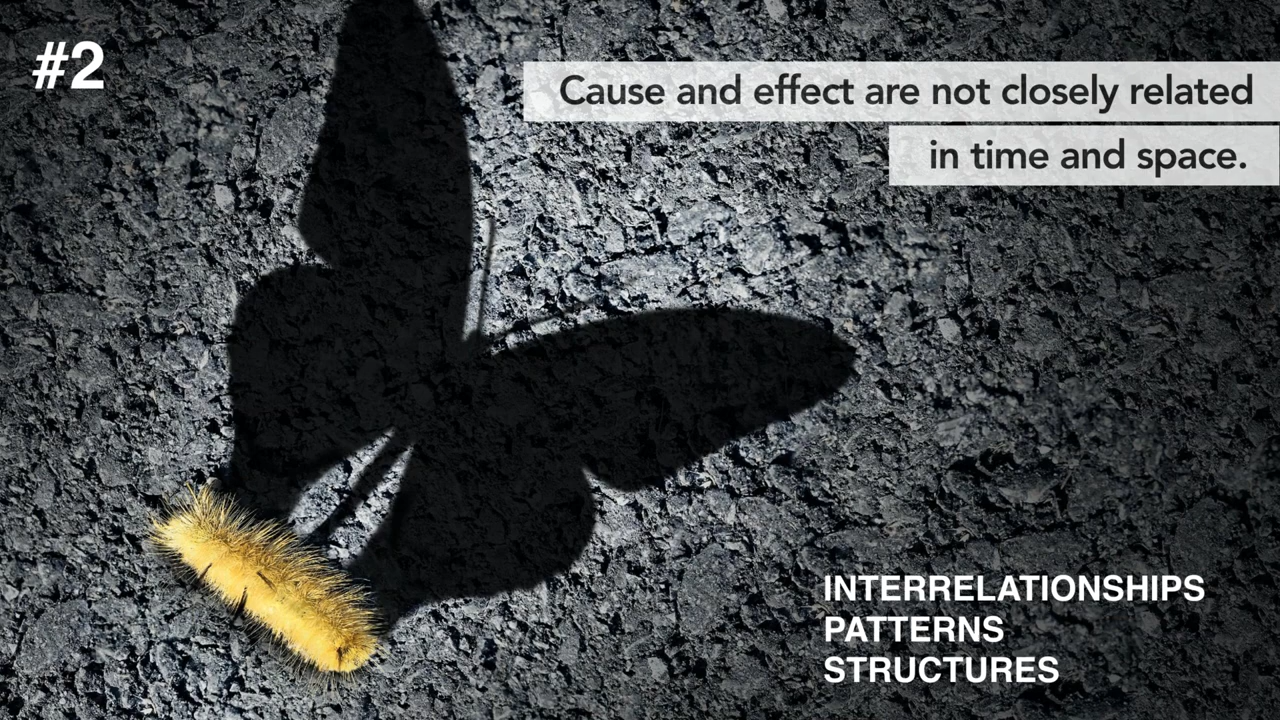 #2
Cause and effect are not closely related
in time and space.
INTERRELATIONSHIPS
PATTERNS
STRUCTURES